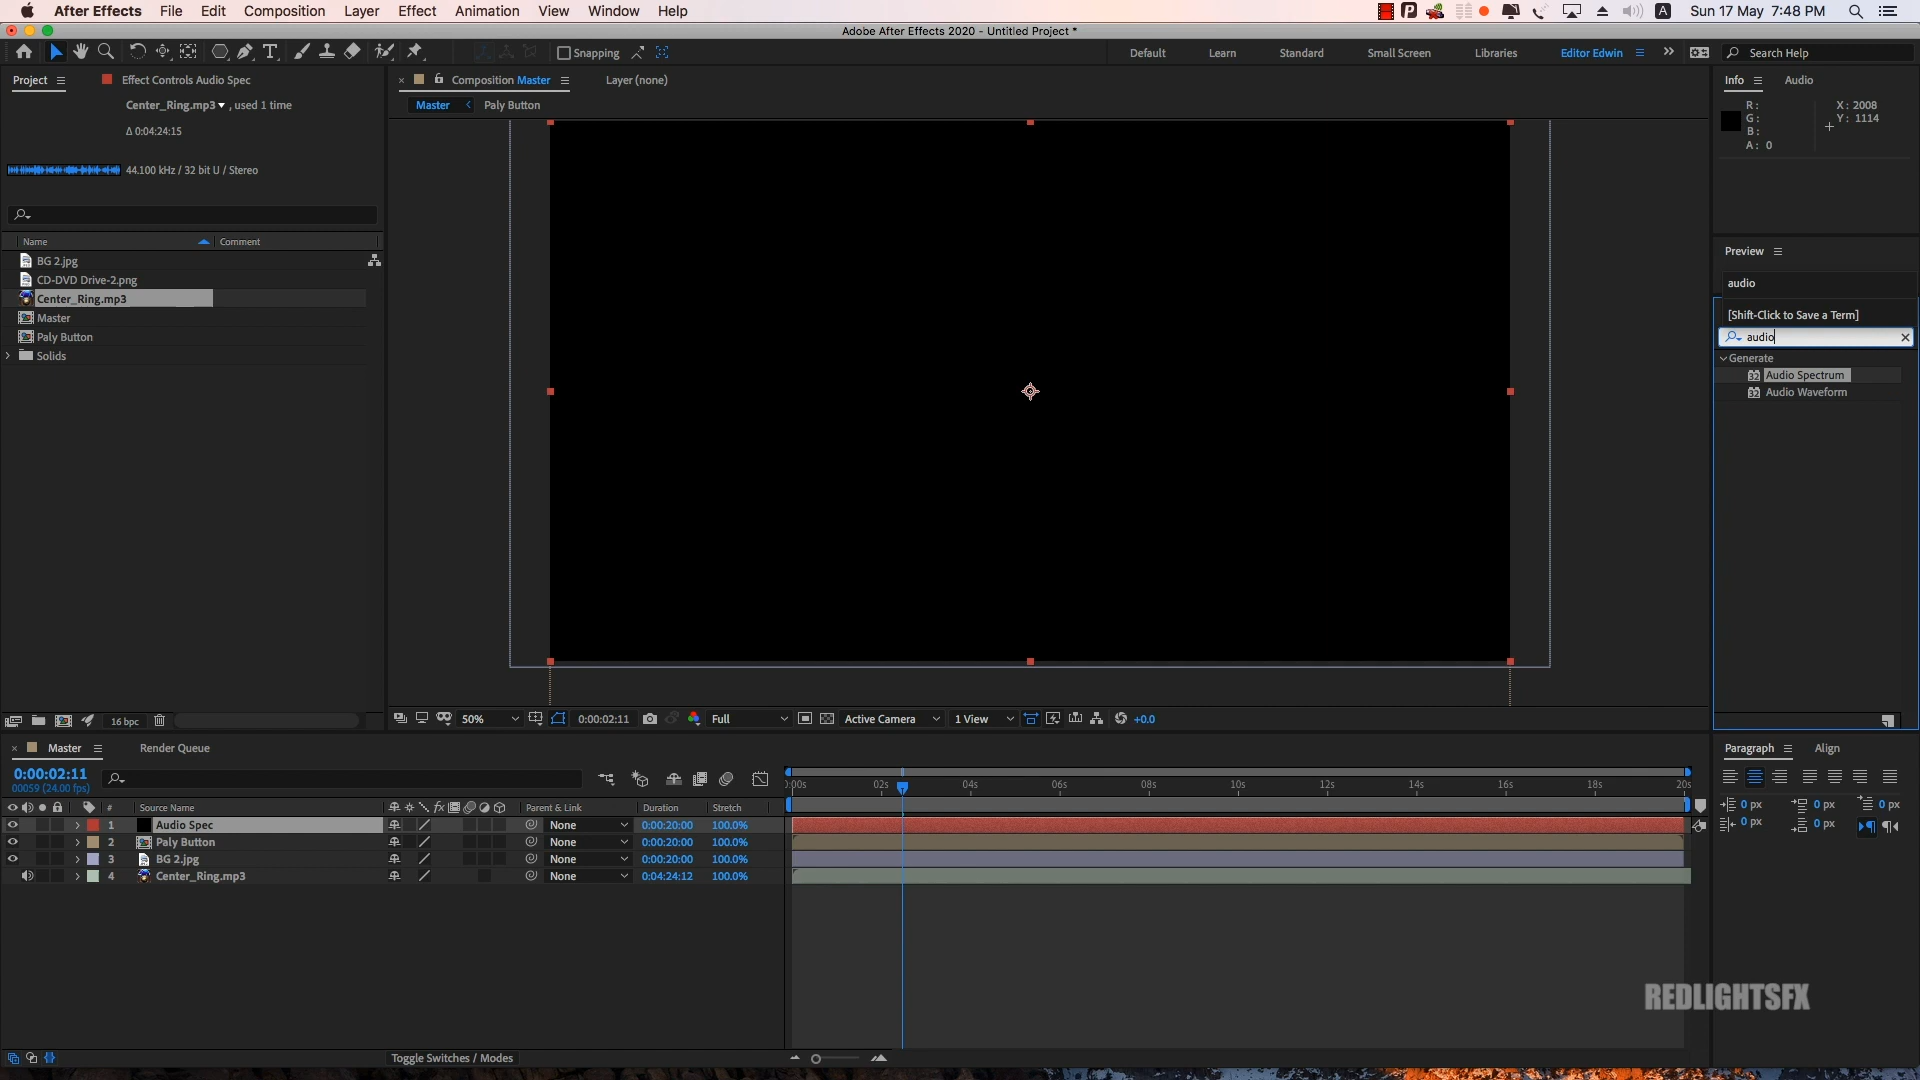 After Effects File Edit Composition Layer Effect Animation View Window Help
Sun 17 May 7:48 PM
Adobe After Effects 2020 - Untitled Project *
Snapping
Default Learn Standard Small Screen Libraries Editor Edwin
Search Help
Project
Effect Controls Audio Spec
Composition Master
Layer (none)
Info
Audio
Center_Ring.mp3 , used 1 time
Master
Paly Button
R:
G:
B:
A: 0
X: 2008
Y: 1114
Δ 0:04:24:15
44.100 kHz / 32 bit U / Stereo
Name Comment
BG 2.jpg
CD-DVD Drive-2.png
Center_Ring.mp3
Master
Paly Button
Solids
Preview
audio
[Shift-Click to Save a Term]
audio
Generate
32 Audio Spectrum
32 Audio Waveform
16 bpc
50%
0:00:02:11
Full
Active Camera
1 View
+0.0
Master
Render Queue
0:00:02:11
00059 (24.00 fps)
:00s 02s 04s 06s 08s 10s 12s 14s 16s 18s 20s
# Source Name fx Parent & Link Duration Stretch
1 Audio Spec None 0:00:20:00 100.0%
2 Paly Button None 0:00:20:00 100.0%
3 BG 2.jpg None 0:00:20:00 100.0%
4 Center_Ring.mp3 None 0:04:24:12 100.0%
Paragraph
Align
0 px 0 px 0 px
0 px 0 px
REDLIGHTSFX
Toggle Switches / Modes